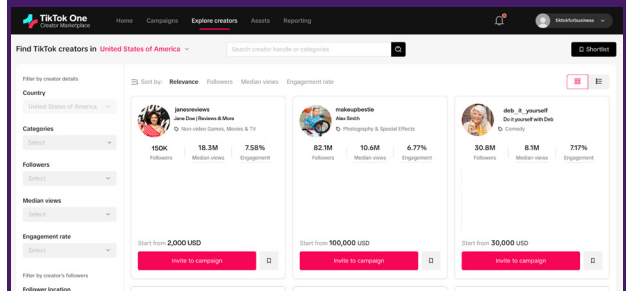 TikTok One
Creator Marketplace
Home Campaigns Explore creators Assets Reporting
tiktokforbusiness
Find TikTok creators in United States of America
Search creator handle or categories
Shortlist
Filter by creator details
Country
United States of America
Categories
Select
Followers
Select
Median views
Select
Engagement rate
Select
Filter by creator's followers
Follower location
Sort by: Relevance Followers Median views Engagement rate
janesreviews
Jane Doe | Reviews & More
Non-video Games, Movies & TV
150K 18.3M 7.58%
Followers Median views Engagement
Start from 2,000 USD
Invite to campaign
makeupbestie
Alex Smith
Photography & Special Effects
82.1M 10.6M 6.77%
Followers Median views Engagement
Start from 100,000 USD
Invite to campaign
deb_it_yourself
Do it yourself with Deb
Comedy
30.8M 8.1M 7.17%
Followers Median views Engagement
Start from 30,000 USD
Invite to campaign